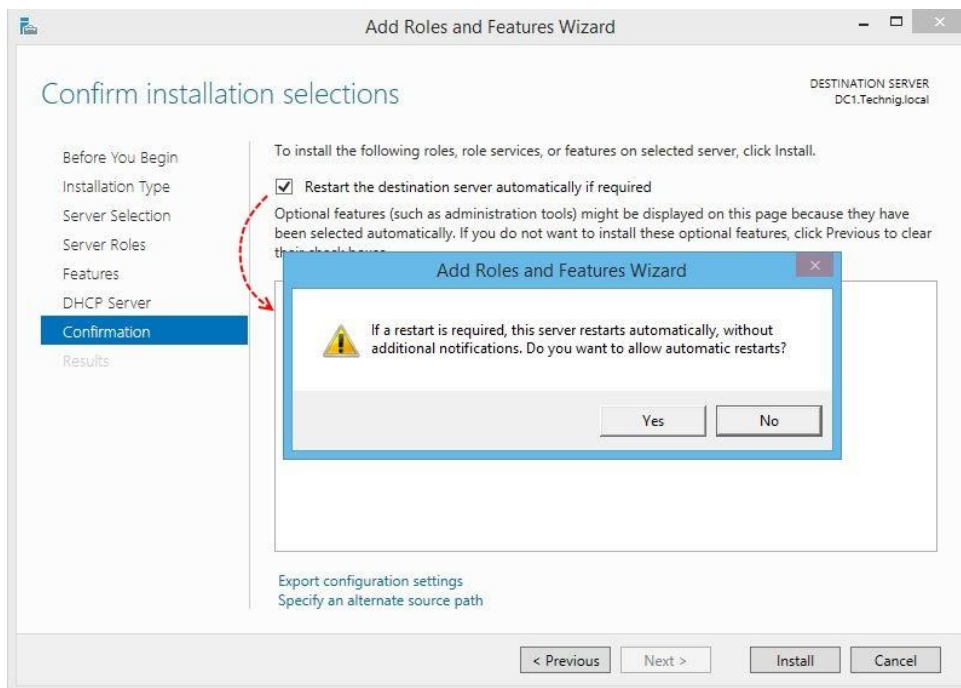 Add Roles and Features Wizard
Confirm installation selections
DESTINATION SERVER
DC1.Technig.local
Before You Begin
Installation Type
Server Selection
Server Roles
Features
DHCP Server
Confirmation
Results
To install the following roles, role services, or features on selected server, click Install.
Restart the destination server automatically if required
Optional features (such as administration tools) might be displayed on this page because they have
been selected automatically. If you do not want to install these optional features, click Previous to clear
their check boxes.
Add Roles and Features Wizard
If a restart is required, this server restarts automatically, without
additional notifications. Do you want to allow automatic restarts?
Yes
No
Export configuration settings
Specify an alternate source path
< Previous
Next >
Install
Cancel